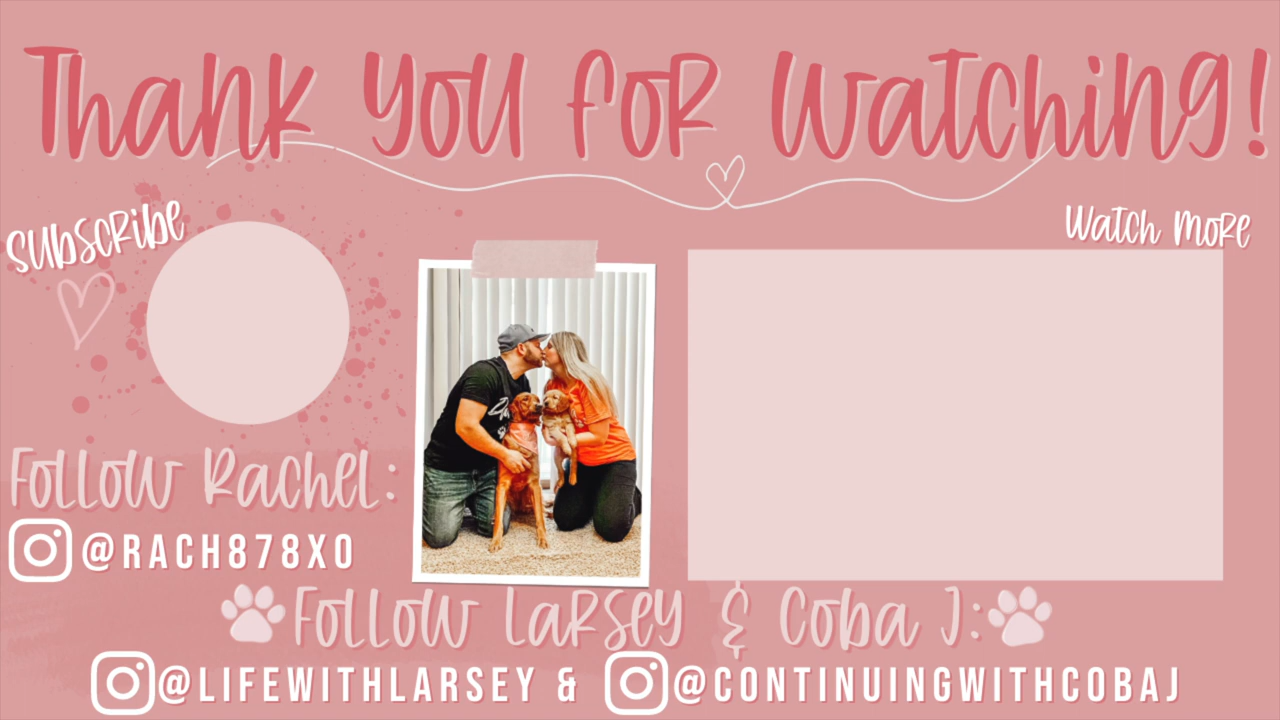 Thank you for watching!
subscribe
watch more
Follow Rachel:
@RACH878XO
Follow Larsey & Coba J:
@LIFEWITHLARSEY & @CONTINUINGWITHCOBAJ